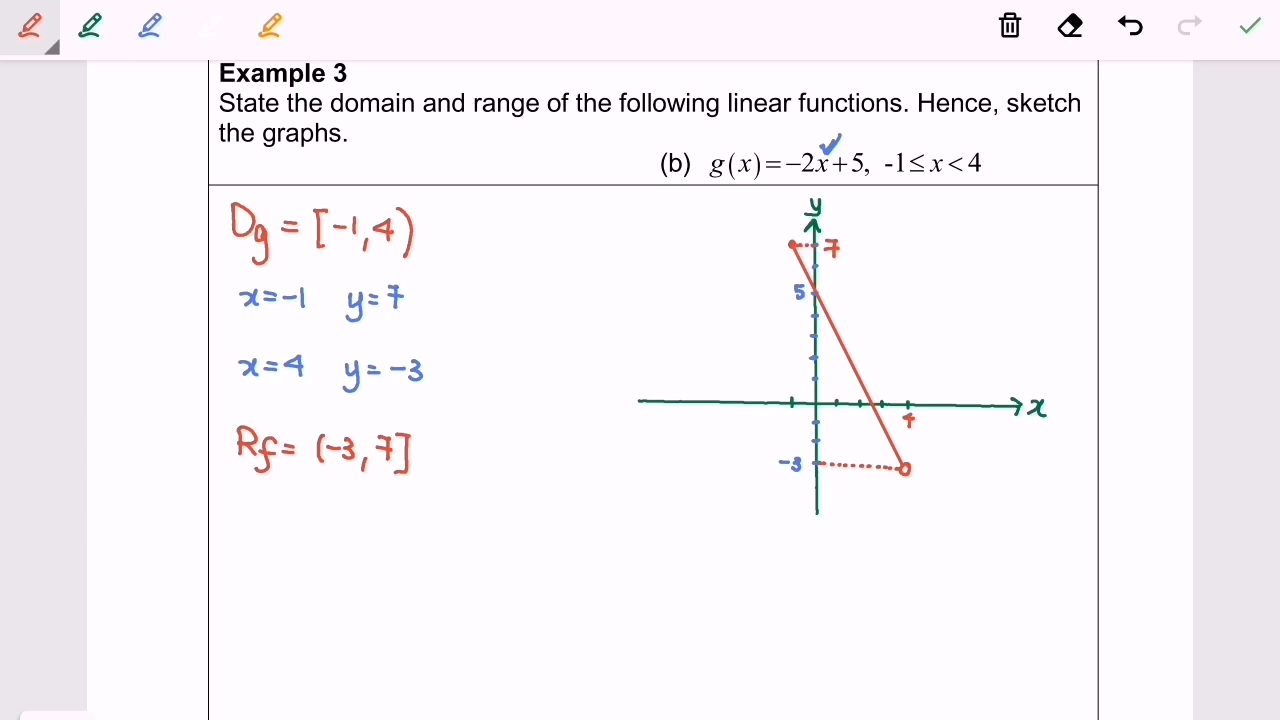 Example 3
State the domain and range of the following linear functions. Hence, sketch
the graphs.
(b) g(x)=−2x+5, -1≤x<4
Dg = [-1,4)
x=-1 y=7
x=4 y=-3
Rf= (-3,7]
y
7
5
x
4
-3